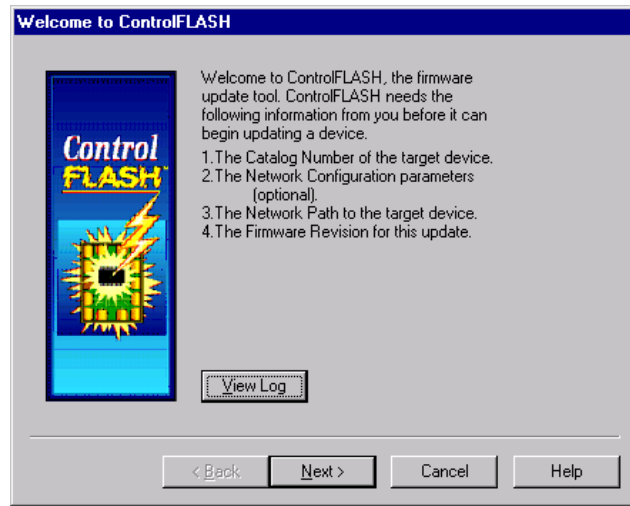 Welcome to ControlFLASH
Control
FLASH™
Welcome to ControlFLASH, the firmware
update tool. ControlFLASH needs the
following information from you before it can
begin updating a device.
1.The Catalog Number of the target device.
2.The Network Configuration parameters
(optional).
3.The Network Path to the target device.
4.The Firmware Revision for this update.
View Log
< Back
Next >
Cancel
Help